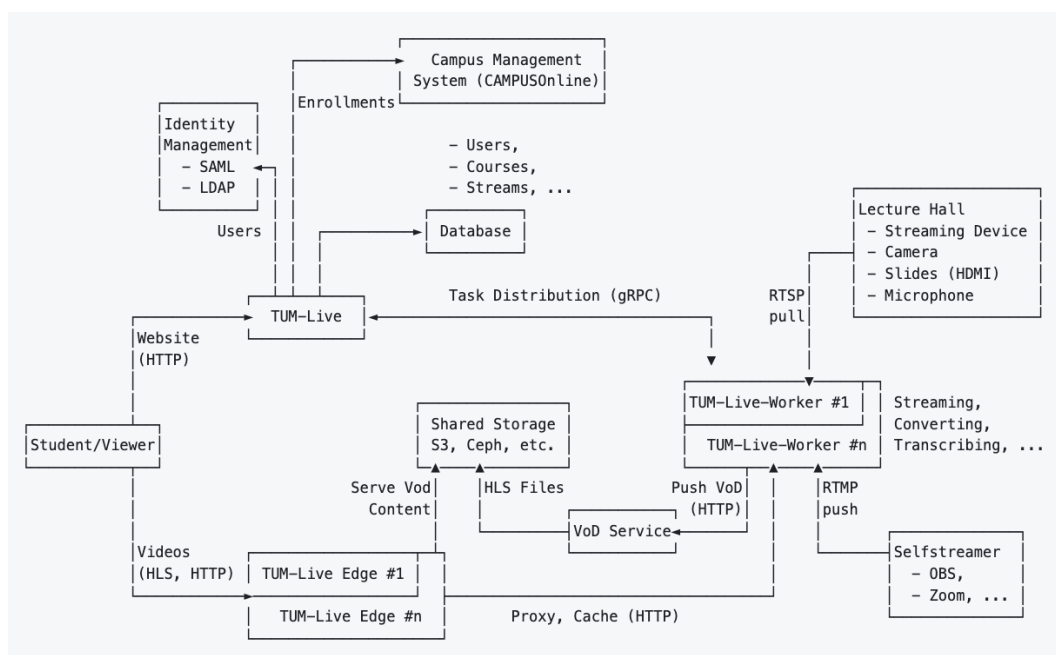 Campus Management
System (CAMPUSOnline)
Enrollments
Identity
Management
– SAML
– LDAP
– Users,
– Courses,
– Streams, ...
Users
Database
Lecture Hall
– Streaming Device
– Camera
– Slides (HDMI)
– Microphone
Task Distribution (gRPC)
RTSP
pull
TUM–Live
Website
(HTTP)
TUM–Live–Worker #1
TUM–Live–Worker #n
Streaming,
Converting,
Transcribing, ...
Shared Storage
S3, Ceph, etc.
Student/Viewer
Serve Vod
Content
HLS Files
Push VoD
(HTTP)
RTMP
push
VoD Service
Videos
(HLS, HTTP)
TUM–Live Edge #1
TUM–Live Edge #n
Proxy, Cache (HTTP)
Selfstreamer
– OBS,
– Zoom, ...